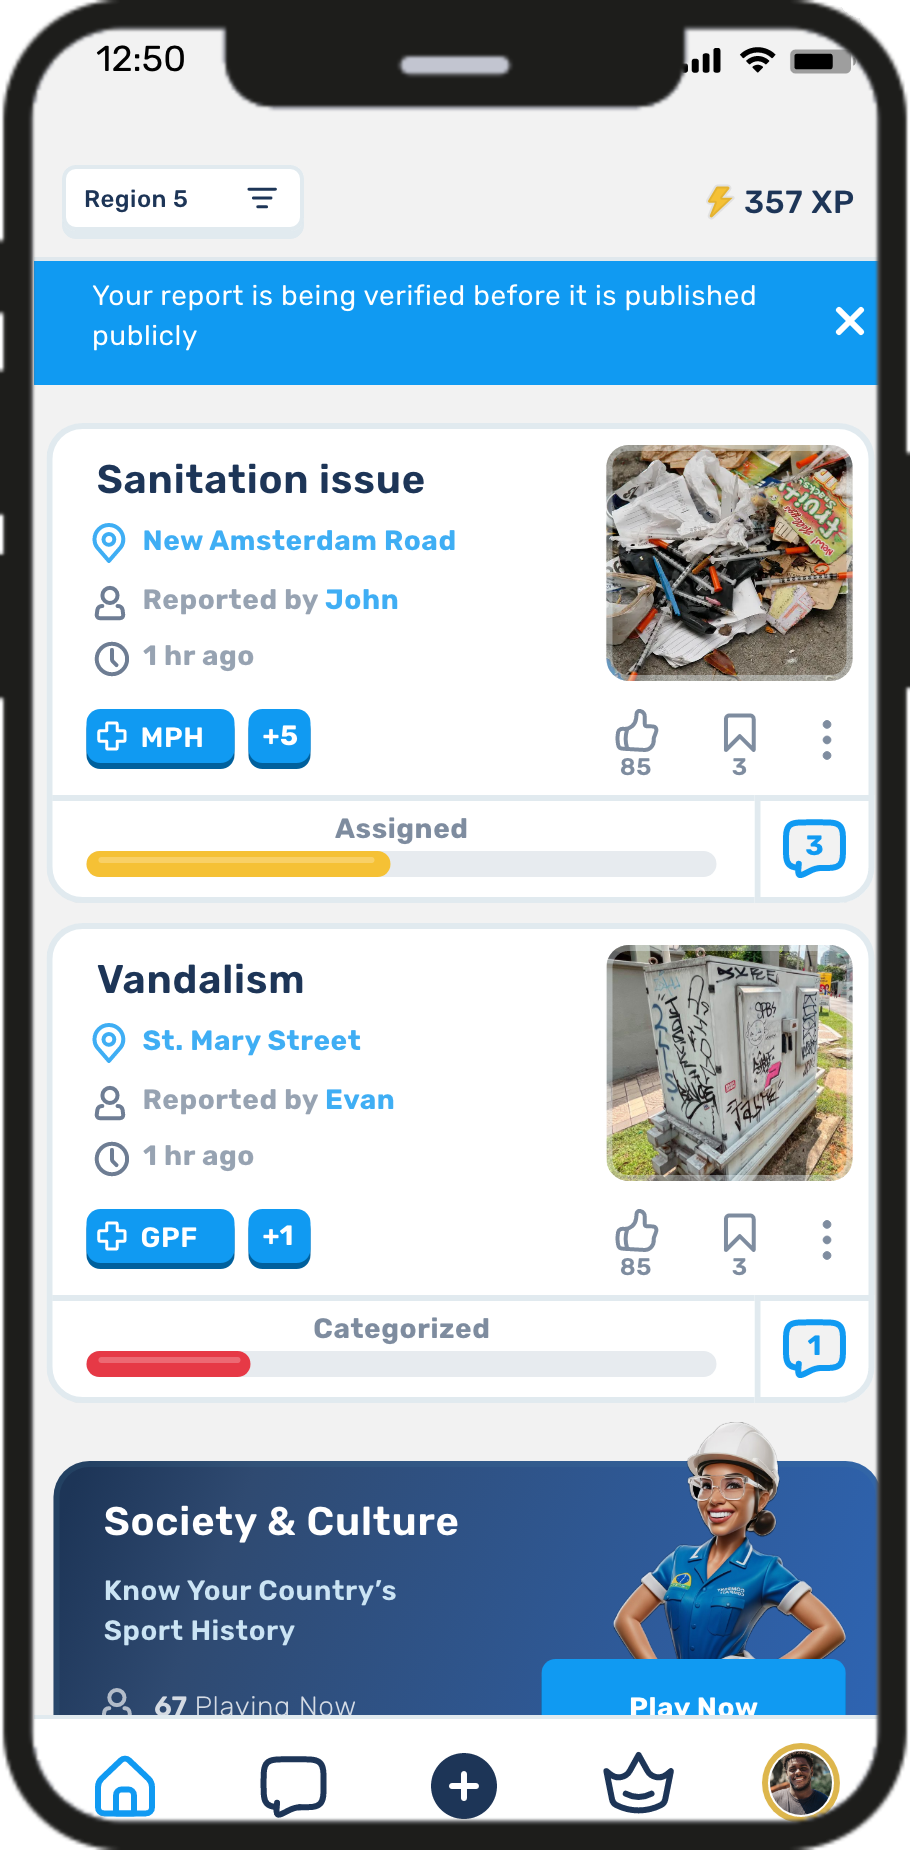 12:50
Region 5
357 XP
Your report is being verified before it is published
publicly
Sanitation issue
New Amsterdam Road
Reported by John
1 hr ago
MPH
+5
85
3
Assigned
3
Vandalism
St. Mary Street
Reported by Evan
1 hr ago
GPF
+1
85
3
Categorized
1
Society & Culture
Know Your Country’s
Sport History
67 Playing Now
Play Now